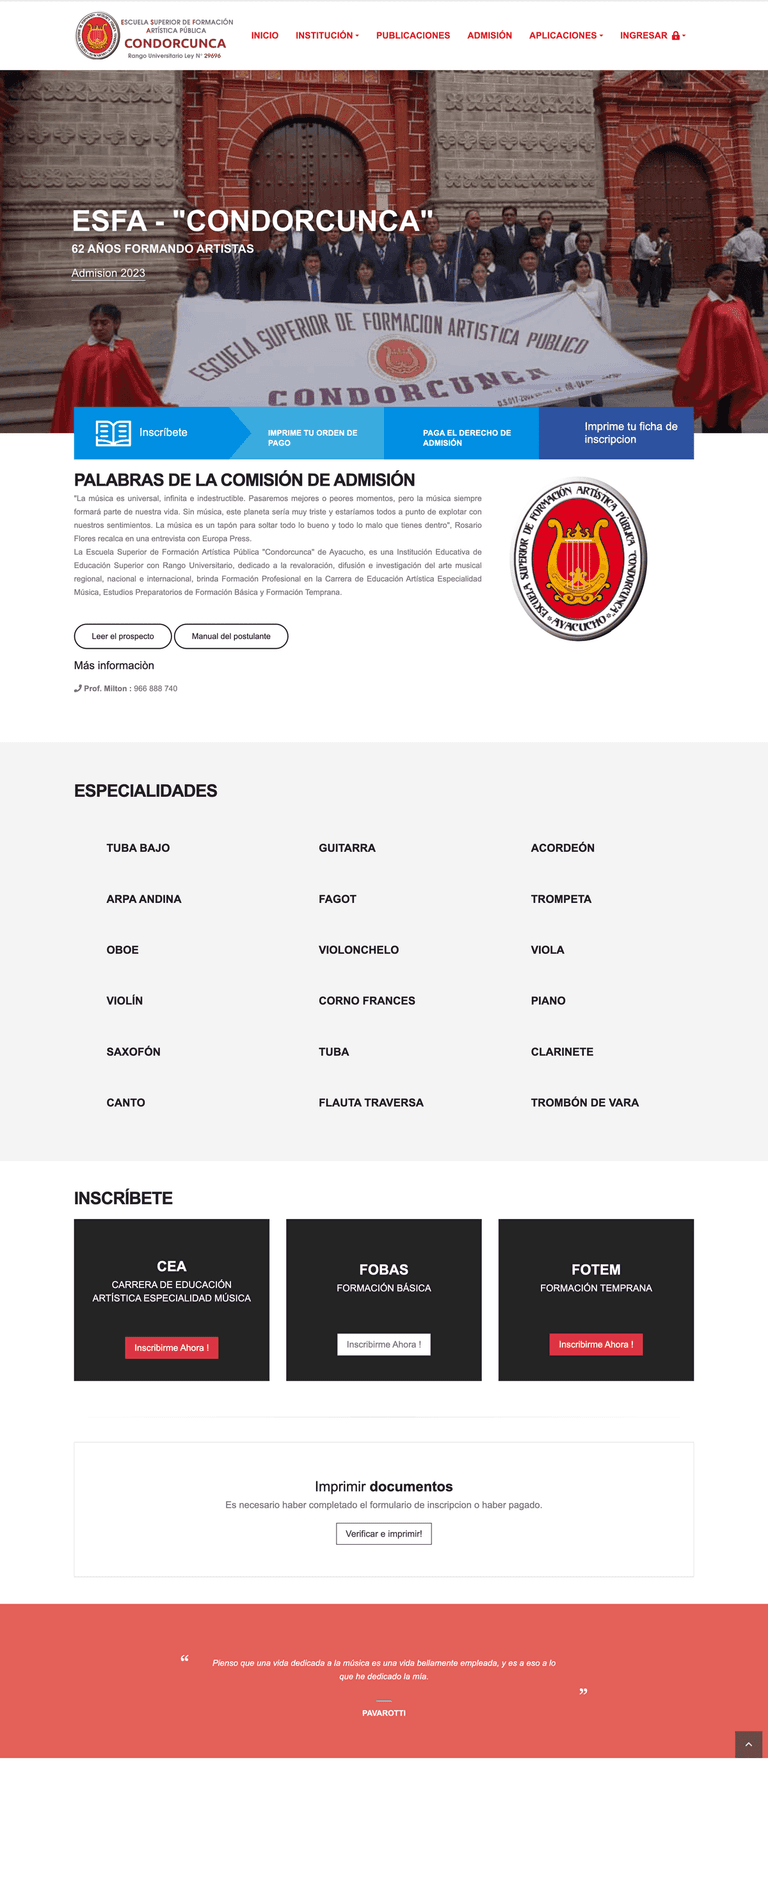 ESCUELA SUPERIOR DE FORMACIÓN
ARTÍSTICA PÚBLICA
CONDORCUNCA
Rango Universitario Ley N° 29696
INICIO INSTITUCIÓN PUBLICACIONES ADMISIÓN APLICACIONES INGRESAR
ESFA - "CONDORCUNCA"
62 AÑOS FORMANDO ARTISTAS
Admision 2023
ESCUELA SUPERIOR DE FORMACION ARTISTICA PUBLICO
CONDORCUNCA
Inscríbete
IMPRIME TU ORDEN DE
PAGO
PAGA EL DERECHO DE
ADMISIÓN
Imprime tu ficha de
inscripcion
PALABRAS DE LA COMISIÓN DE ADMISIÓN
"La música es universal, infinita e indestructible. Pasaremos mejores o peores momentos, pero la música siempre
formará parte de nuestra vida. Sin música, este planeta sería muy triste y estaríamos todos a punto de explotar con
nuestros sentimientos. La música es un tapón para soltar todo lo bueno y todo lo malo que tienes dentro", Rosario
Flores recalca en una entrevista con Europa Press.
La Escuela Superior de Formación Artística Pública "Condorcunca" de Ayacucho, es una Institución Educativa de
Educación Superior con Rango Universitario, dedicado a la revaloración, difusión e investigación del arte musical
regional, nacional e internacional, brinda Formación Profesional en la Carrera de Educación Artística Especialidad
Música, Estudios Preparatorios de Formación Básica y Formación Temprana.
ESCUELA SUPERIOR DE FORMACIÓN ARTÍSTICA PÚBLICA "CONDORCUNCA"
AYACUCHO
Leer el prospecto Manual del postulante
Más informaciòn
Prof. Milton : 966 888 740
ESPECIALIDADES
TUBA BAJO GUITARRA ACORDEÓN
ARPA ANDINA FAGOT TROMPETA
OBOE VIOLONCHELO VIOLA
VIOLÍN CORNO FRANCES PIANO
SAXOFÓN TUBA CLARINETE
CANTO FLAUTA TRAVERSA TROMBÓN DE VARA
INSCRÍBETE
CEA
CARRERA DE EDUCACIÓN
ARTÍSTICA ESPECIALIDAD MÚSICA
Inscribirme Ahora !
FOBAS
FORMACIÓN BÁSICA
Inscribirme Ahora !
FOTEM
FORMACIÓN TEMPRANA
Inscribirme Ahora !
Imprimir documentos
Es necesario haber completado el formulario de inscripcion o haber pagado.
Verificar e imprimir!
“ Pienso que una vida dedicada a la música es una vida bellamente empleada, y es a eso a lo
que he dedicado la mía. ”
PAVAROTTI